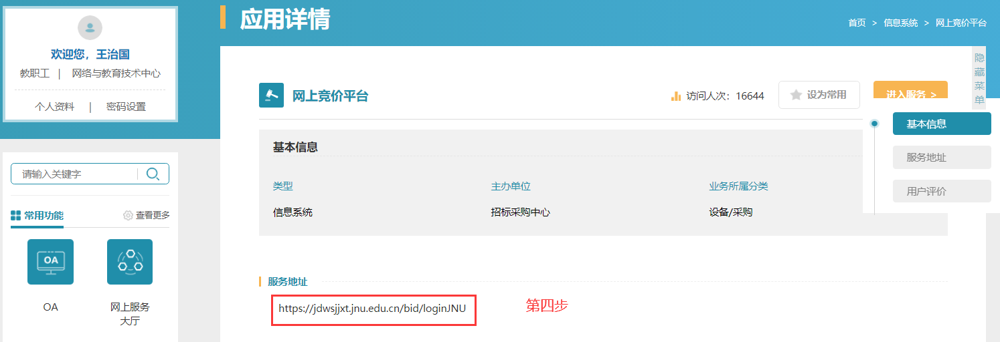 应用详情
首页 > 信息系统 > 网上竞价平台
欢迎您，王治国
教职工 | 网络与教育技术中心
个人资料 | 密码设置
请输入关键字
常用功能
查看更多
OA
OA
网上服务
大厅
隐藏菜单
网上竞价平台
访问人次：16644
设为常用
进入服务 >
基本信息
服务地址
用户评价
基本信息
类型
主办单位
业务所属分类
信息系统
招标采购中心
设备/采购
服务地址
https://jdwsjjxt.jnu.edu.cn/bid/loginJNU
第四步